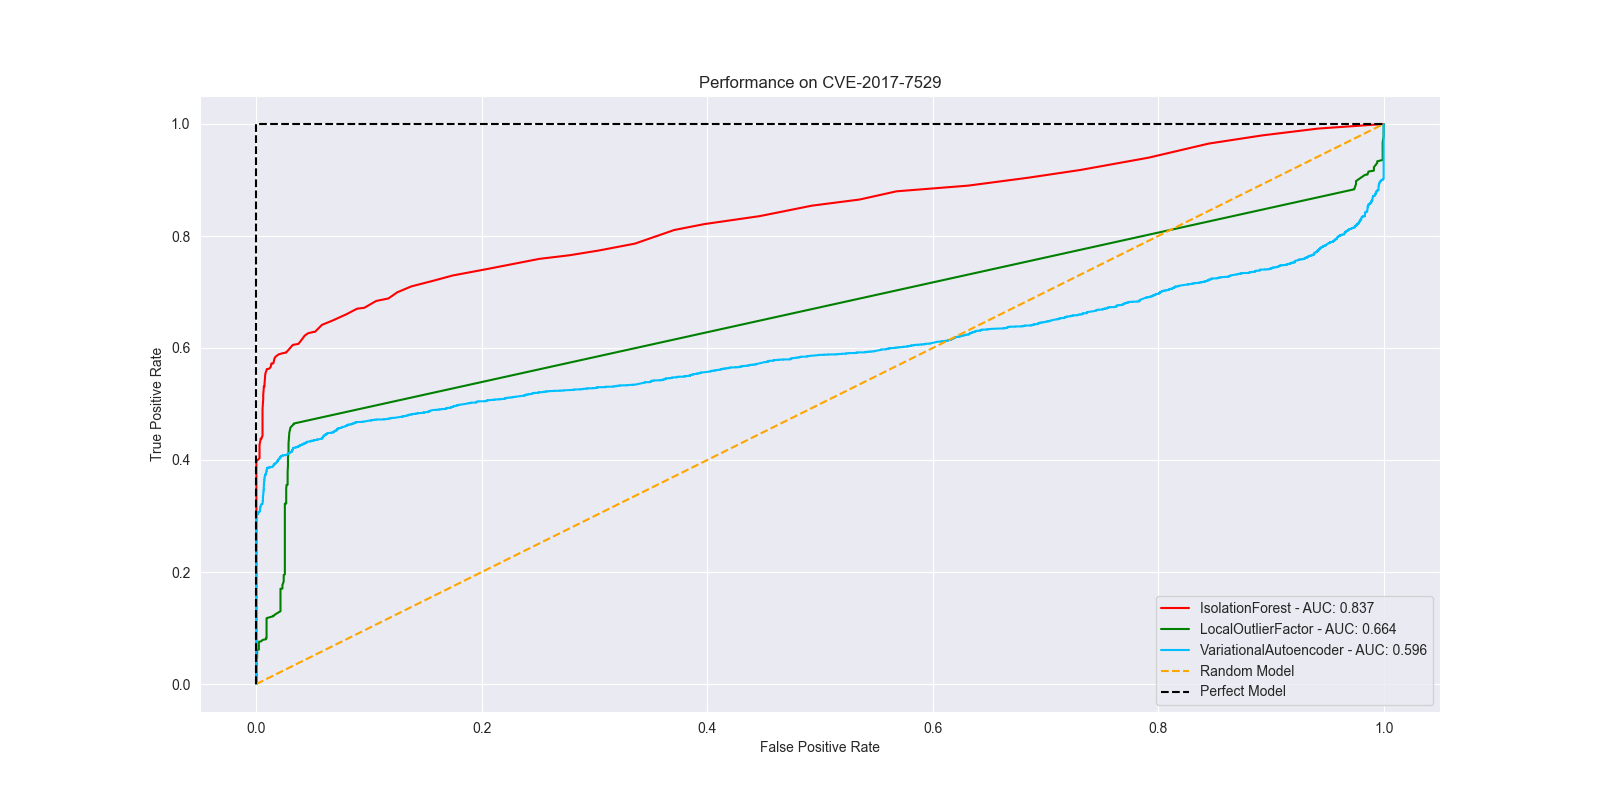 Performance on CVE-2017-7529
True Positive Rate
1.0
0.8
0.6
0.4
0.2
0.0
0.0 0.2 0.4 0.6 0.8 1.0
False Positive Rate
IsolationForest - AUC: 0.837
LocalOutlierFactor - AUC: 0.664
VariationalAutoencoder - AUC: 0.596
Random Model
Perfect Model